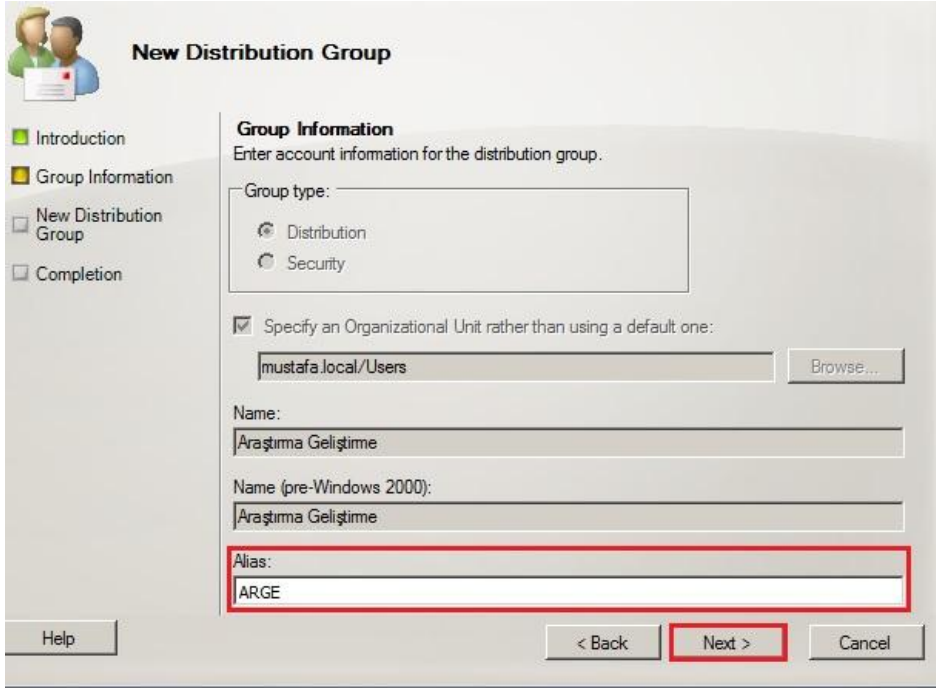 New Distribution Group
Introduction
Group Information
New Distribution
Group
Completion
Group Information
Enter account information for the distribution group.
Group type:
Distribution
Security
Specify an Organizational Unit rather than using a default one:
mustafa.local/Users
Browse...
Name:
Araştırma Geliştirme
Name (pre-Windows 2000):
Araştırma Geliştirme
Alias:
ARGE
Help
< Back
Next >
Cancel